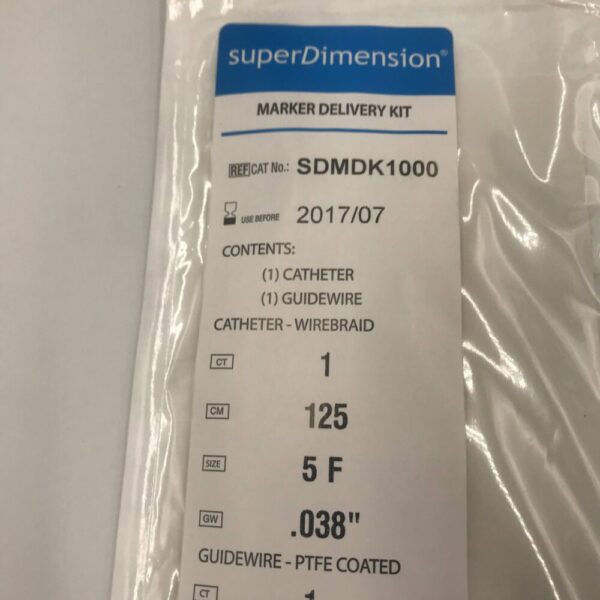 superDimension®
MARKER DELIVERY KIT
REF CAT No.: SDMDK1000
USE BEFORE 2017/07
CONTENTS:
(1) CATHETER
(1) GUIDEWIRE
CATHETER - WIREBRAID
CT 1
CM 125
SIZE 5 F
GW .038"
GUIDEWIRE - PTFE COATED
CT 1